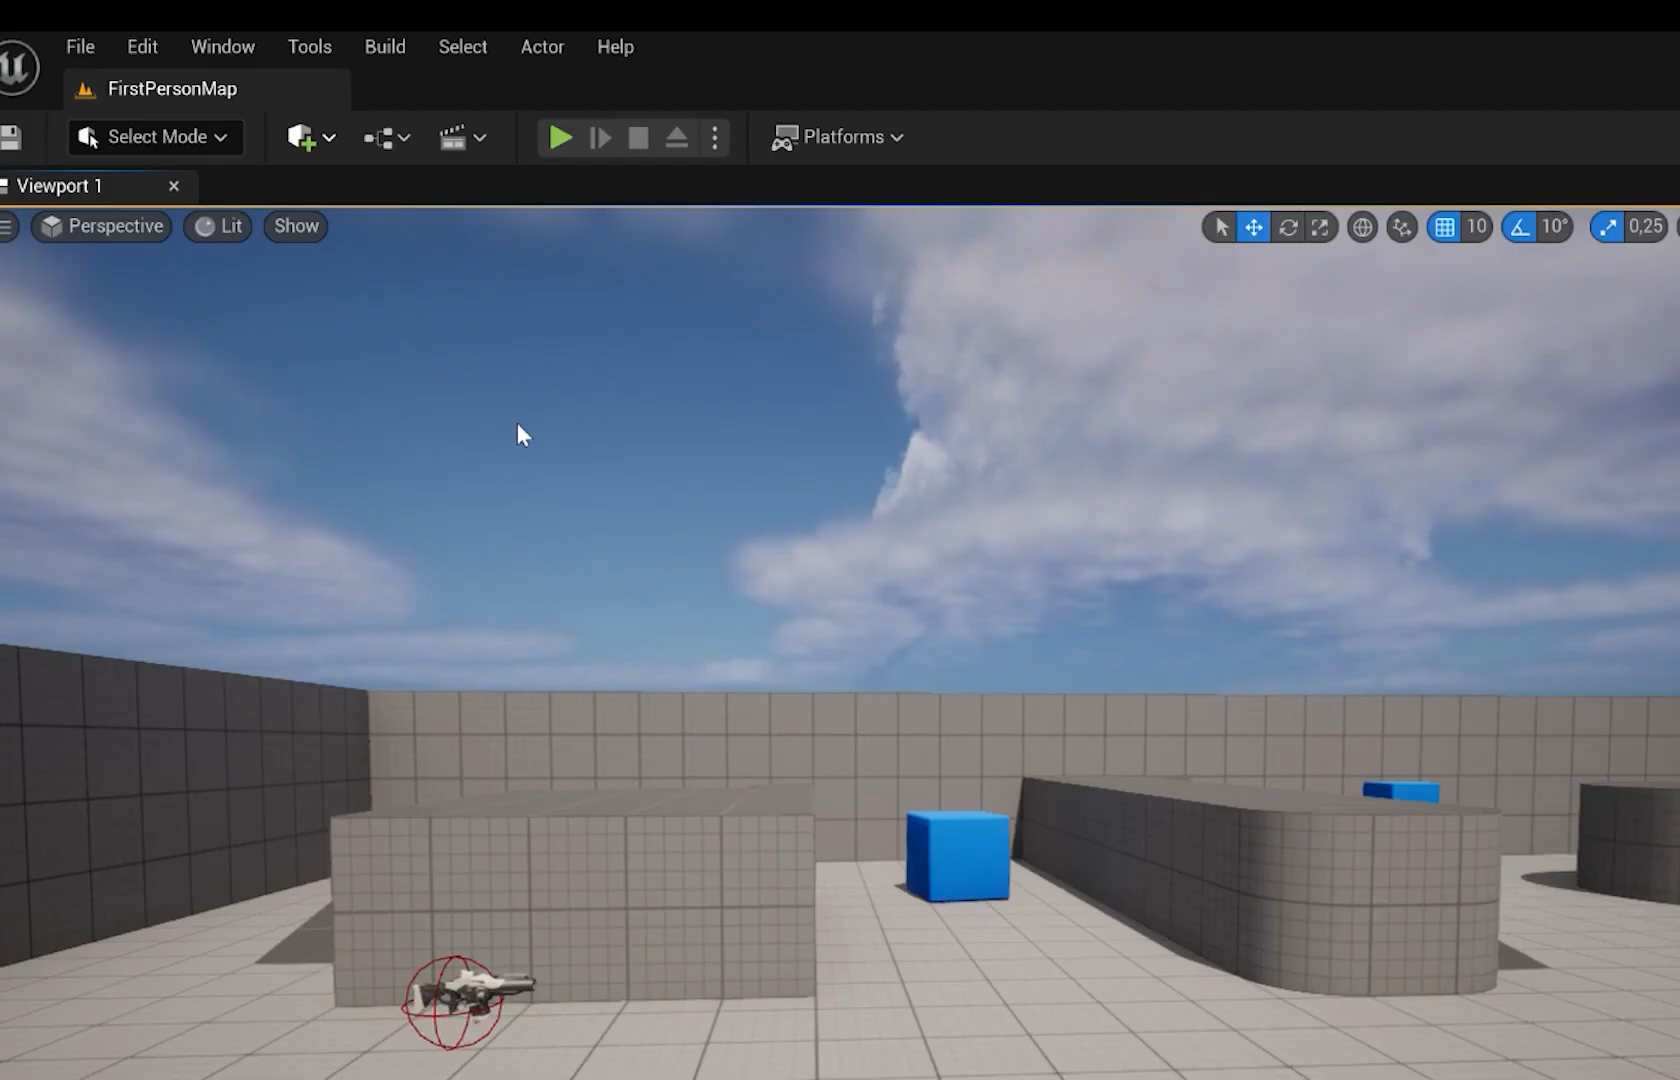 File Edit Window Tools Build Select Actor Help
FirstPersonMap
Select Mode Platforms
Viewport 1
Perspective Lit Show 10 10° 0,25